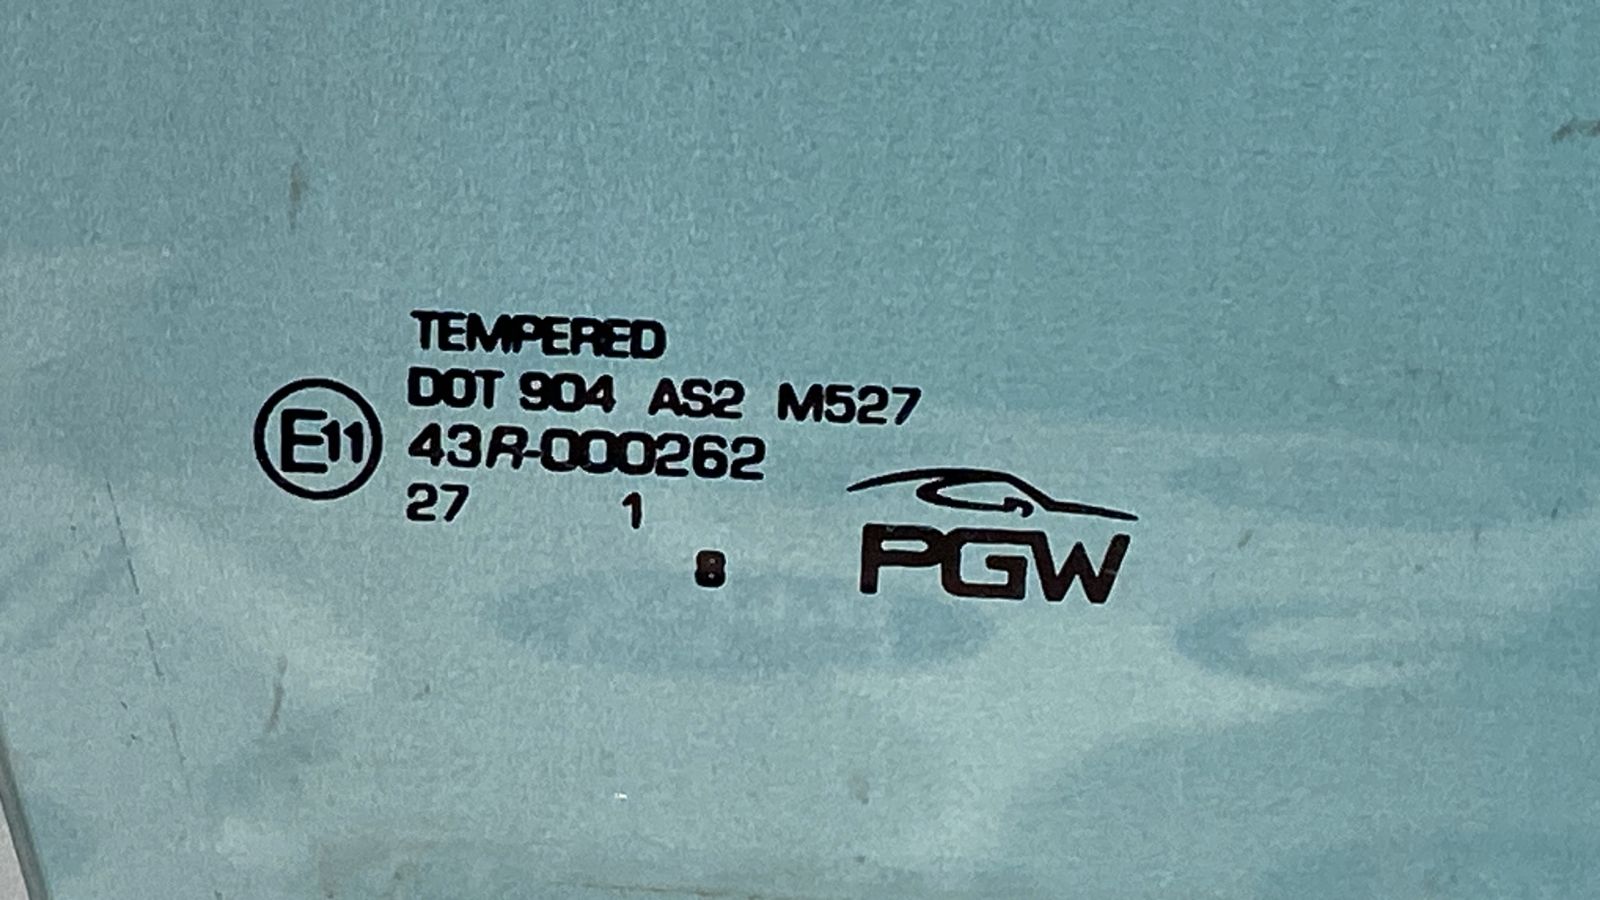 TEMPERED
DOT 904 AS2 M527
E11 43R-000262
27 1
8
PGW